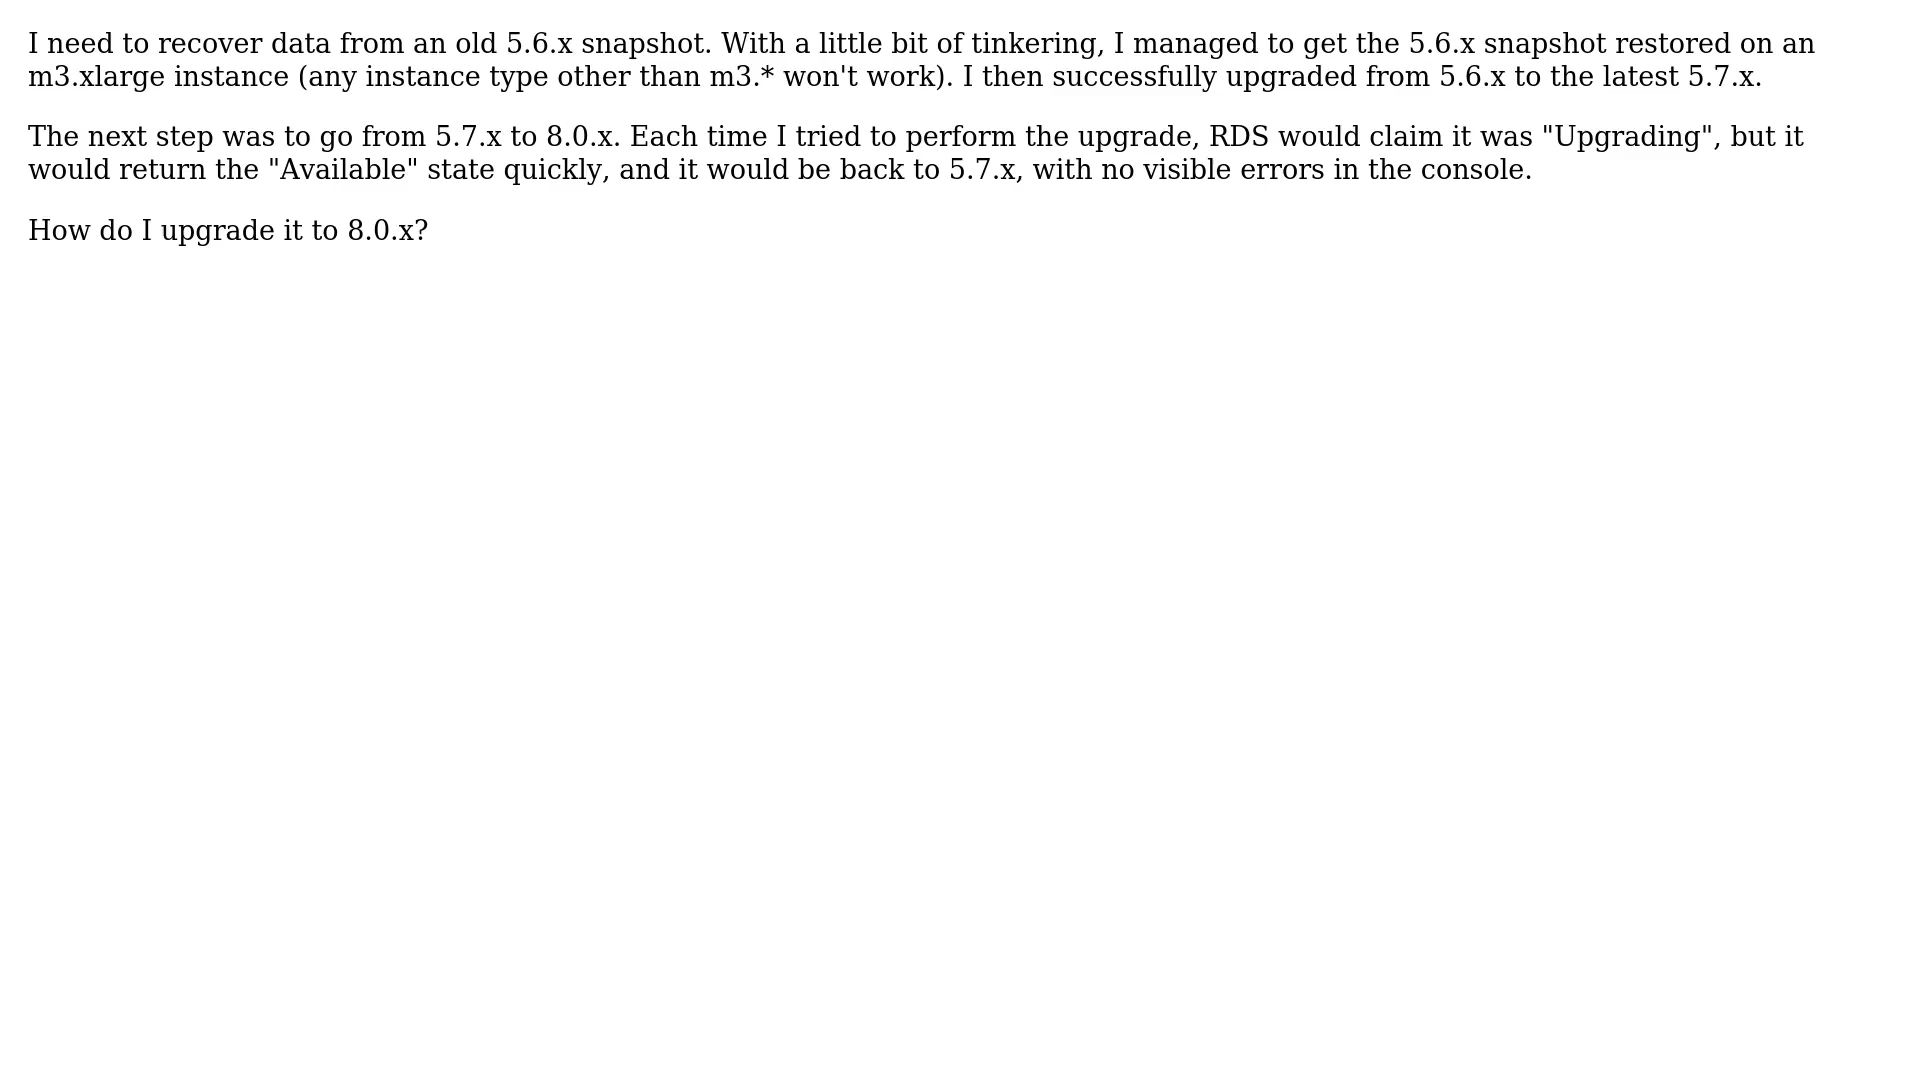 I need to recover data from an old 5.6.x snapshot. With a little bit of tinkering, I managed to get the 5.6.x snapshot restored on an
m3.xlarge instance (any instance type other than m3.* won't work). I then successfully upgraded from 5.6.x to the latest 5.7.x.
The next step was to go from 5.7.x to 8.0.x. Each time I tried to perform the upgrade, RDS would claim it was "Upgrading", but it
would return the "Available" state quickly, and it would be back to 5.7.x, with no visible errors in the console.
How do I upgrade it to 8.0.x?